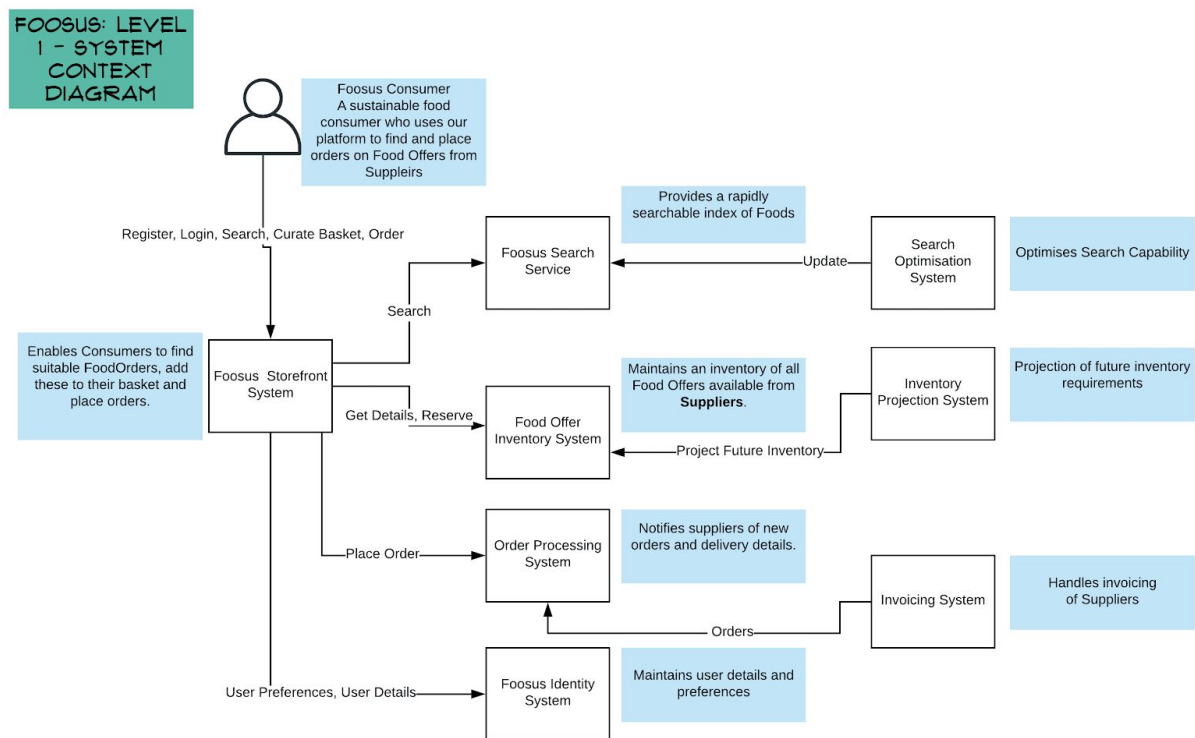 FOOSUS: LEVEL
1 - SYSTEM
CONTEXT
DIAGRAM
Foosus Consumer
A sustainable food
consumer who uses our
platform to find and place
orders on Food Offers from
Suppleirs
Register, Login, Search, Curate Basket, Order
Provides a rapidly
searchable index of Foods
Foosus Search
Service
Update
Search
Optimisation
System
Optimises Search Capability
Search
Enables Consumers to find
suitable FoodOrders, add
these to their basket and
place orders.
Foosus Storefront
System
Maintains an inventory of all
Food Offers available from
Suppliers.
Get Details, Reserve
Food Offer
Inventory System
Project Future Inventory
Inventory
Projection System
Projection of future inventory
requirements
Place Order
Order Processing
System
Notifies suppliers of new
orders and delivery details.
Orders
Invoicing System
Handles invoicing
of Suppliers
User Preferences, User Details
Foosus Identity
System
Maintains user details and
preferences